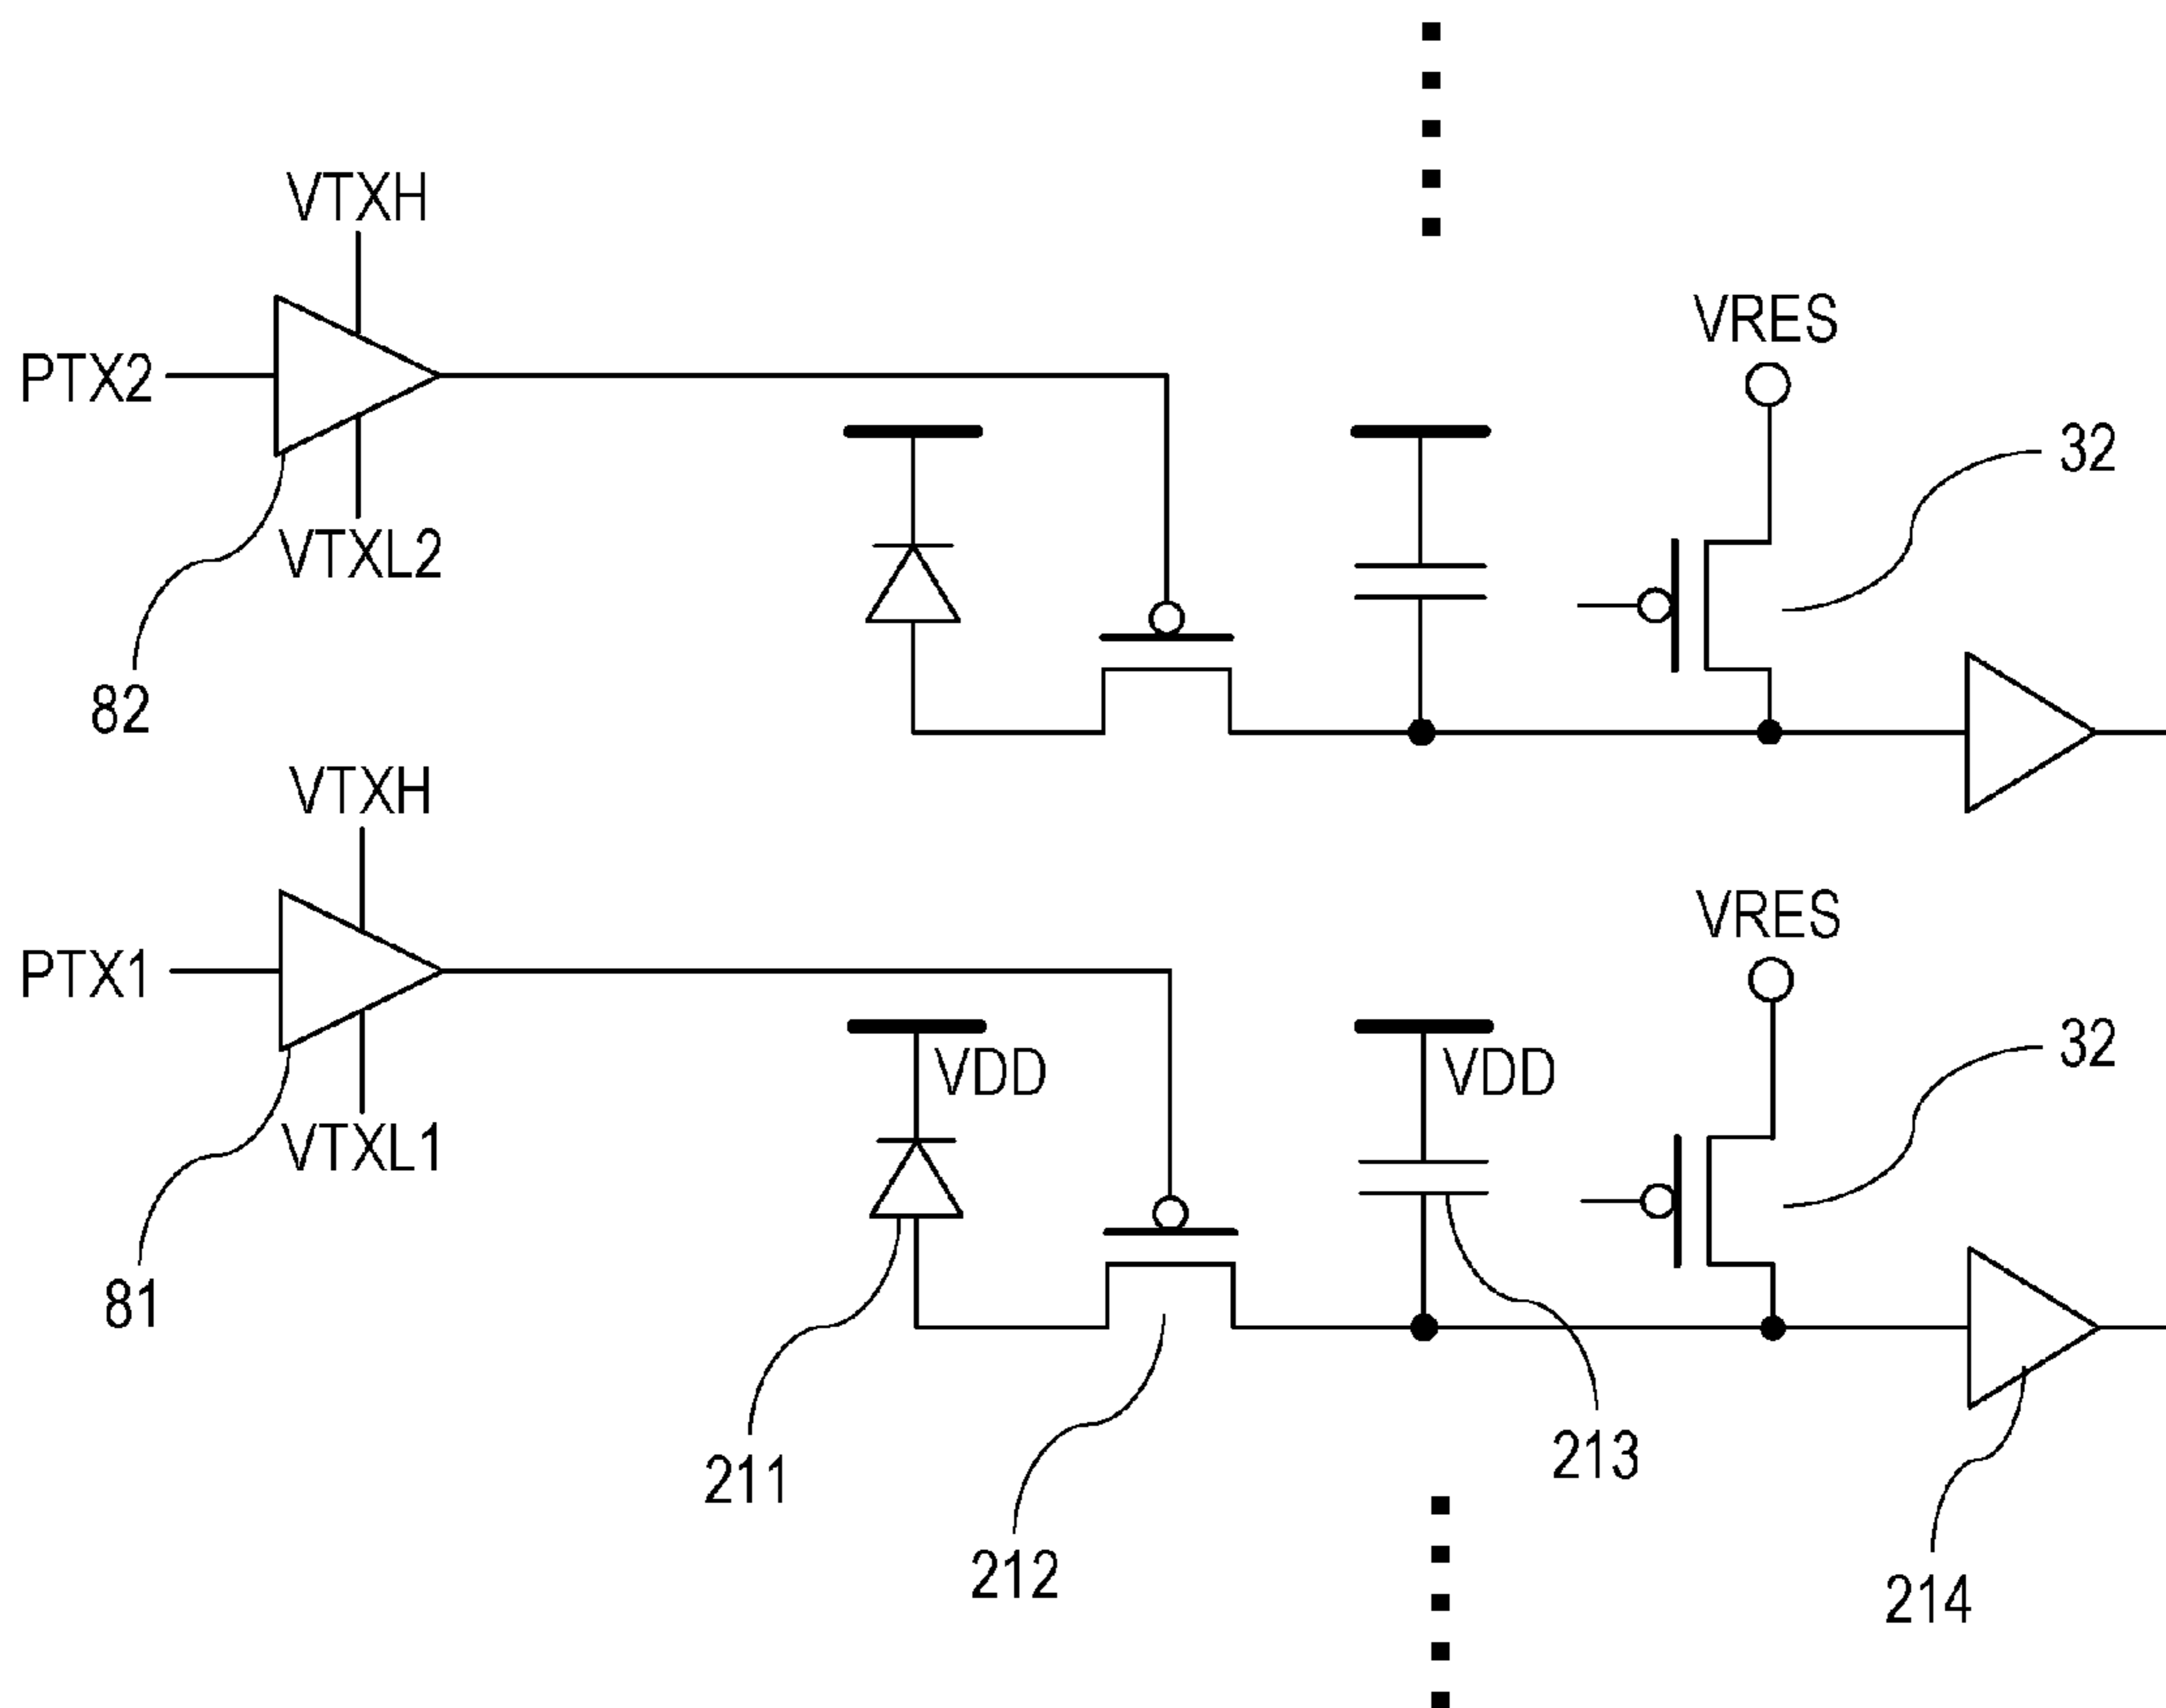 VTXH
VRES
PTX2
32
VTXL2
82
VTXH
VRES
PTX1
VDD
VDD
32
VTXL1
81
211
213
212
214